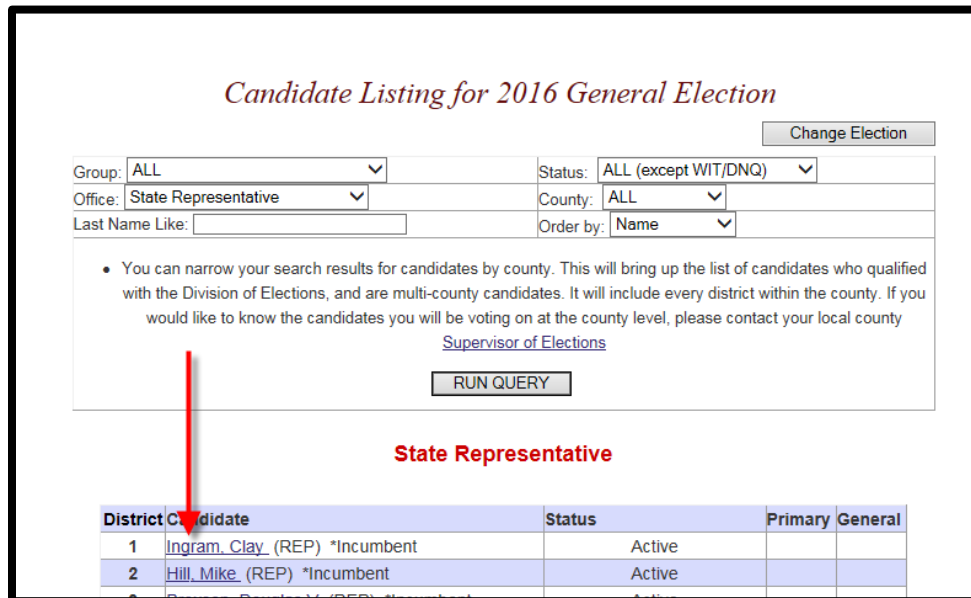 Candidate Listing for 2016 General Election
Change Election
Group: ALL Status: ALL (except WIT/DNQ)
Office: State Representative County: ALL
Last Name Like: Order by: Name
• You can narrow your search results for candidates by county. This will bring up the list of candidates who qualified
with the Division of Elections, and are multi-county candidates. It will include every district within the county. If you
would like to know the candidates you will be voting on at the county level, please contact your local county
Supervisor of Elections
RUN QUERY
State Representative
District Candidate Status Primary General
1 Ingram, Clay (REP) *Incumbent Active
2 Hill, Mike (REP) *Incumbent Active